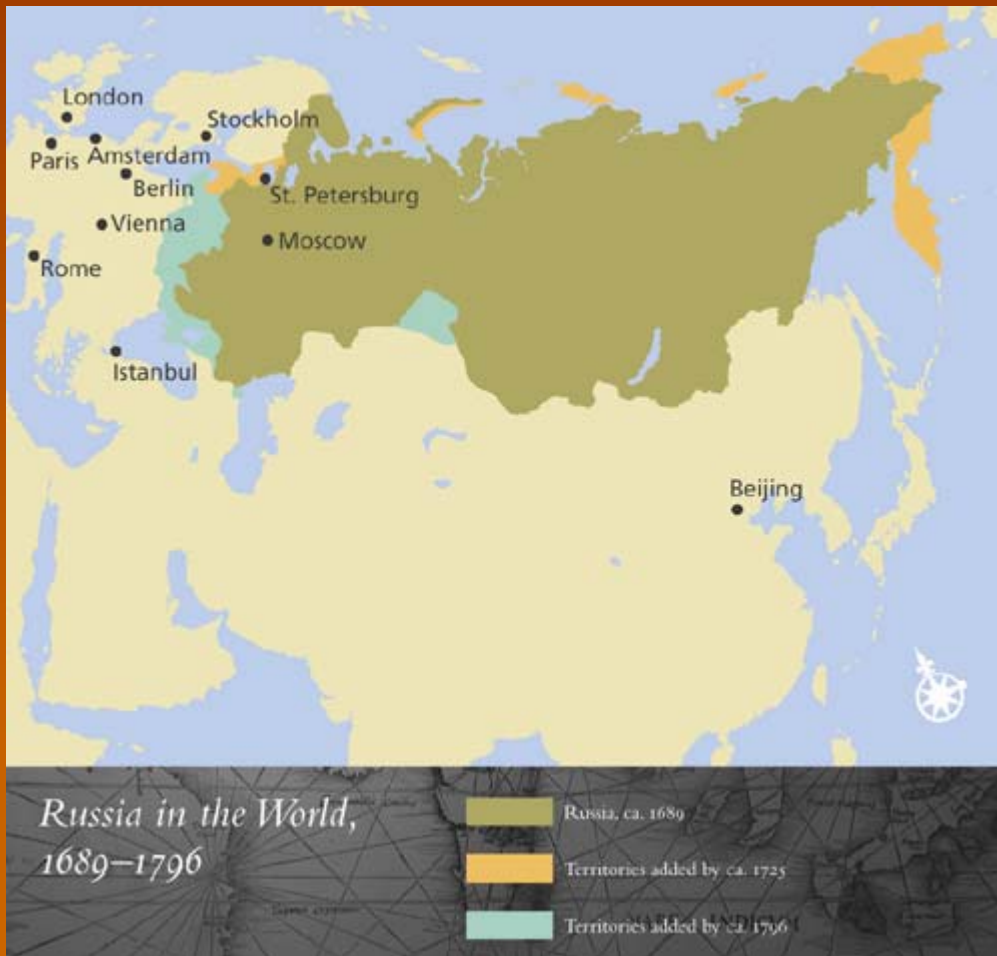 London
Stockholm
Paris
Amsterdam
Berlin
St. Petersburg
Vienna
Moscow
Rome
Istanbul
Beijing
Russia in the World,
1689–1796
Russia, ca. 1689
Territories added by ca. 1725
Territories added by ca. 1796